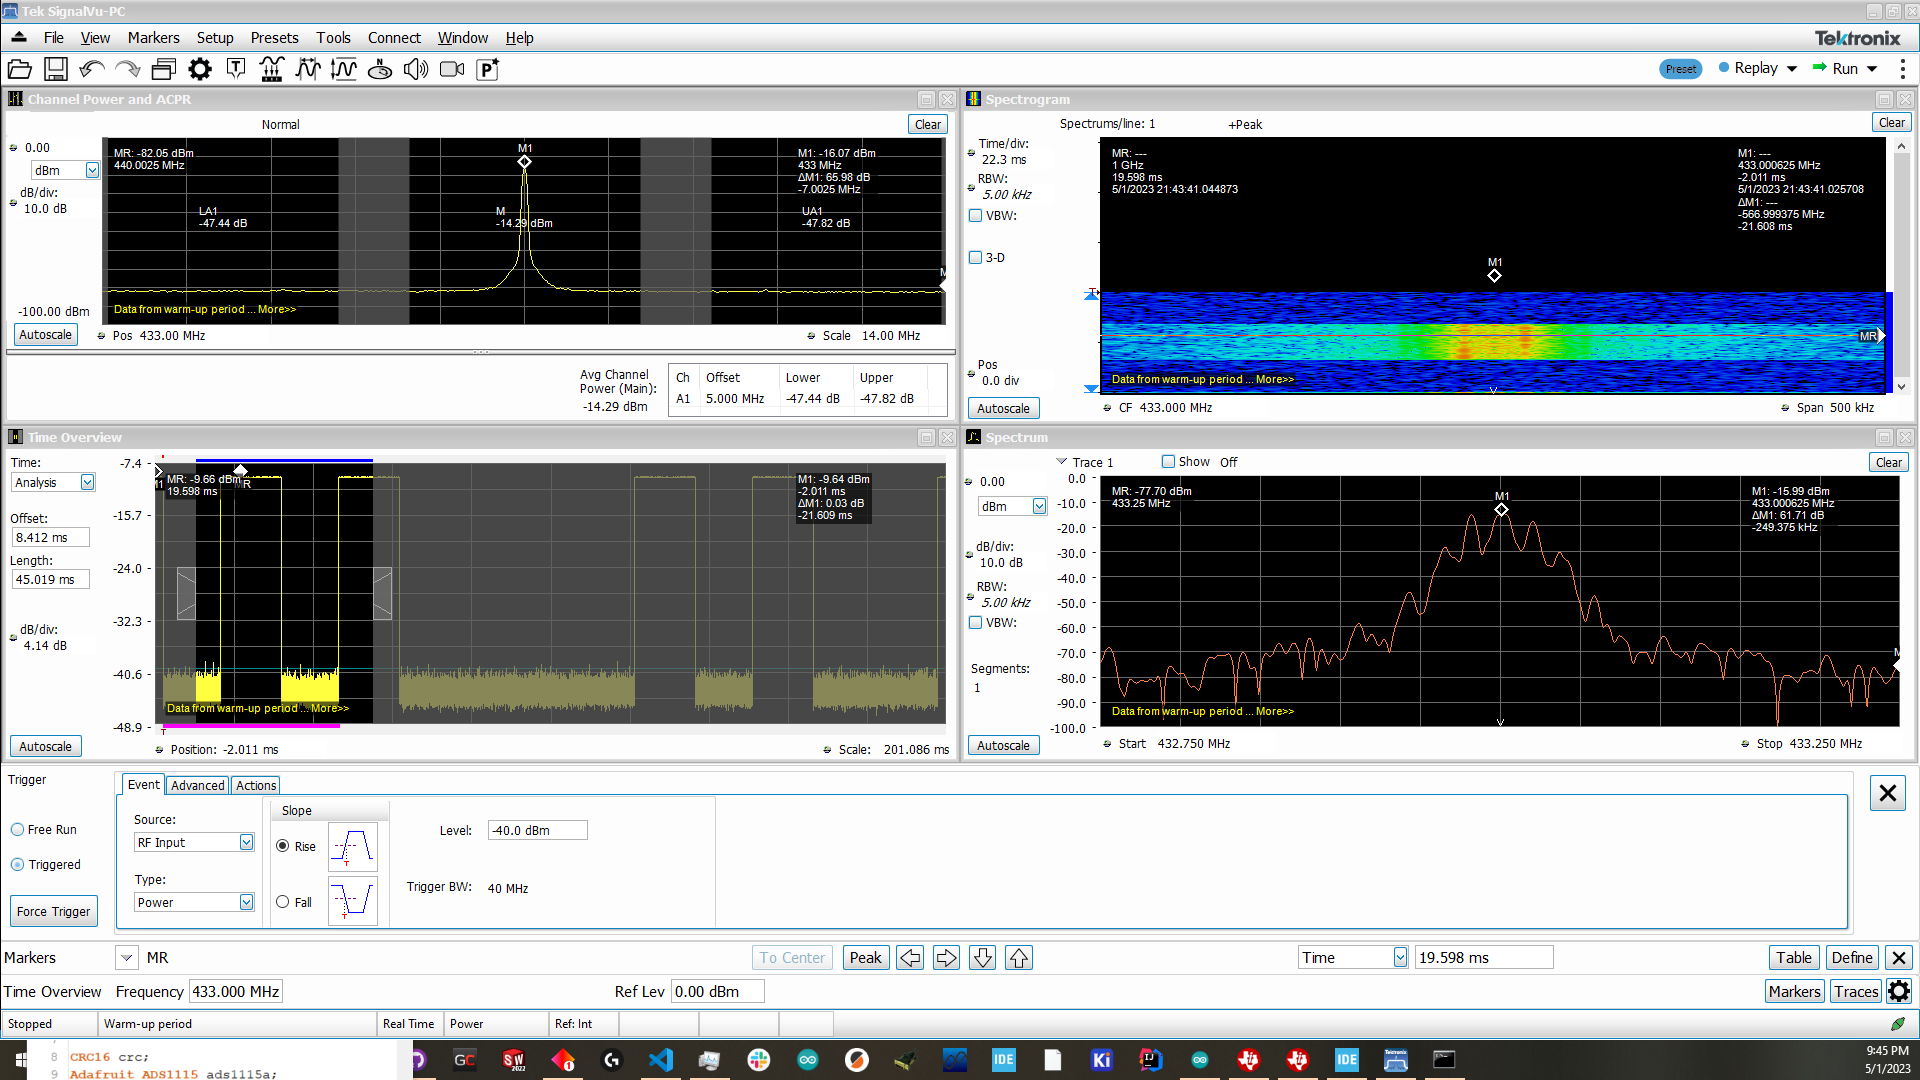 Tek SignalVu-PC
File View Markers Setup Presets Tools Connect Window Help
Tektronix
Preset Replay Run
Channel Power and ACPR
Normal
Clear
0.00
dBm
dB/div:
10.0 dB
-100.00 dBm
Autoscale
MR: -82.05 dBm
440.0025 MHz
M1
M1: -16.07 dBm
433 MHz
ΔM1: 65.98 dB
-7.0025 MHz
LA1
-47.44 dB
M
-14.29 dBm
UA1
-47.82 dB
Data from warm-up period ... More>>
Pos 433.00 MHz
Scale 14.00 MHz
Avg Channel
Power (Main):
-14.29 dBm
Ch Offset Lower Upper
A1 5.000 MHz -47.44 dB -47.82 dB
Spectrogram
Spectrums/line: 1
+Peak
Clear
Time/div:
22.3 ms
RBW:
5.00 kHz
VBW:
3-D
Pos
0.0 div
Autoscale
MR: ---
1 GHz
19.598 ms
5/1/2023 21:43:41.044873
M1: ---
433.000625 MHz
-2.011 ms
5/1/2023 21:43:41.025708
ΔM1: ---
-566.999375 MHz
-21.608 ms
M1
T
MR
Data from warm-up period ... More>>
CF 433.000 MHz
Span 500 kHz
Time Overview
Time:
Analysis
Offset:
8.412 ms
Length:
45.019 ms
dB/div:
4.14 dB
Autoscale
-7.4
-15.7
-24.0
-32.3
-40.6
-48.9
MR: -9.66 dBm
19.598 ms
M1: -9.64 dBm
-2.011 ms
ΔM1: 0.03 dB
-21.609 ms
Data from warm-up period ... More>>
T
Position: -2.011 ms
Scale: 201.086 ms
Spectrum
Trace 1
Show Off
Clear
0.00
dBm
dB/div:
10.0 dB
RBW:
5.00 kHz
VBW:
Segments:
1
Autoscale
0.0
-10.0
-20.0
-30.0
-40.0
-50.0
-60.0
-70.0
-80.0
-90.0
-100.0
MR: -77.70 dBm
433.25 MHz
M1
M1: -15.99 dBm
433.000625 MHz
ΔM1: 61.71 dB
-249.375 kHz
Data from warm-up period ... More>>
Start 432.750 MHz
Stop 433.250 MHz
Trigger
Free Run
Triggered
Force Trigger
Event Advanced Actions
Source:
RF Input
Type:
Power
Slope
Rise
T
Fall
T
Level: -40.0 dBm
Trigger BW: 40 MHz
Markers MR To Center Peak Time 19.598 ms Table Define
Time Overview Frequency 433.000 MHz Ref Lev 0.00 dBm Markers Traces
Stopped Warm-up period Real Time Power Ref: Int
8 CRC16 crc;
9 Adafruit_ADS1115 ads1115a;
GC
SW
2022
1
G
IDE
Ki
IJ
IDE
Tektronix
9:45 PM
5/1/2023